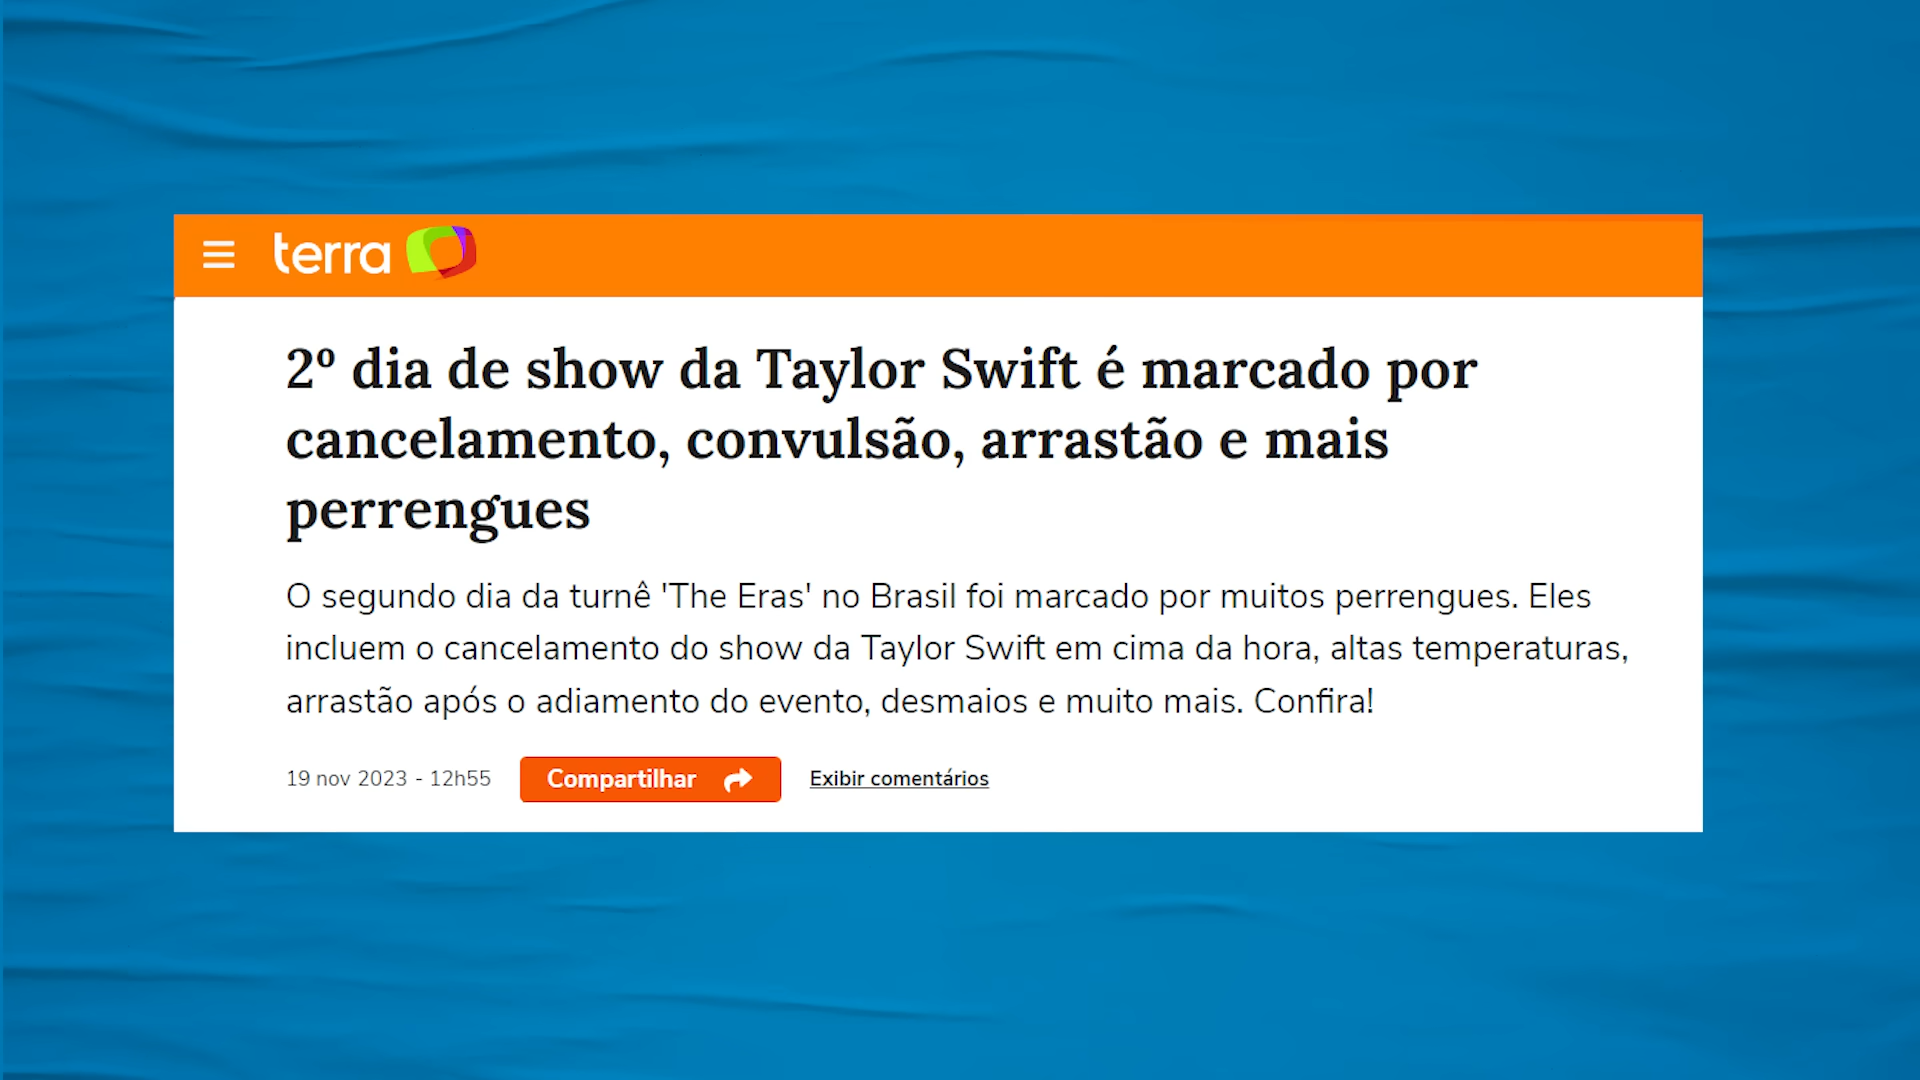 terra
2º dia de show da Taylor Swift é marcado por
cancelamento, convulsão, arrastão e mais
perrengues
O segundo dia da turnê 'The Eras' no Brasil foi marcado por muitos perrengues. Eles
incluem o cancelamento do show da Taylor Swift em cima da hora, altas temperaturas,
arrastão após o adiamento do evento, desmaios e muito mais. Confira!
19 nov 2023 - 12h55 Compartilhar Exibir comentários